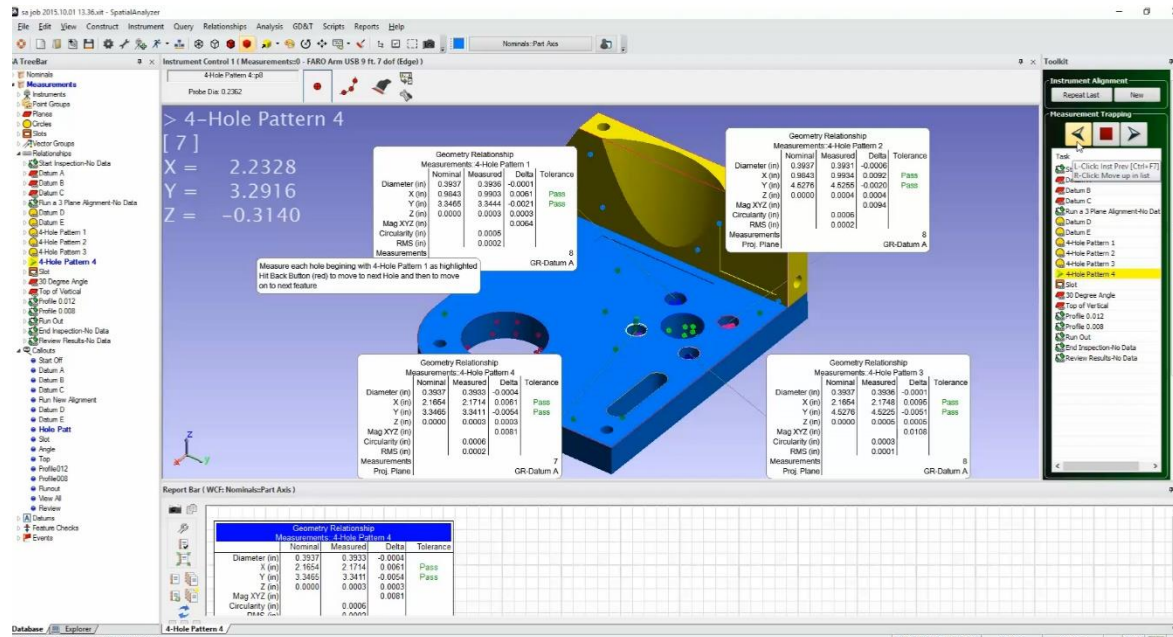 sa job 2015.10.01 13.36.xit - SpatialAnalyzer
File Edit View Construct Instrument Query Relationships Analysis GD&T Scripts Reports Help
Nominals::Part Axis
SA TreeBar
Nominals
Measurements
Instruments
Point Groups
Planes
Circles
Slots
Vector Groups
Relationships
Start Inspection-No Data
Datum A
Datum B
Datum C
Run a 3 Plane Alignment-No Data
Datum D
Datum E
4-Hole Pattern 1
4-Hole Pattern 2
4-Hole Pattern 3
4-Hole Pattern 4
Slot
30 Degree Angle
Top of Vertical
Profile 0.012
Profile 0.008
Run Out
End Inspection-No Data
Review Results-No Data
Callouts
Start Off
Datum A
Datum B
Datum C
Run New Alignment
Datum D
Datum E
Holo Patt
Slot
Angle
Top
Profile012
Profile008
Runout
View All
Review
Datums
Feature Checks
Events
Database Explorer
Instrument Control 1 ( Measurements::0 - FARO Arm USB 9 ft. 7 dof (Edge) )
4-Hole Pattern 4::p8
Probe Dia: 0.2362
> 4-Hole Pattern 4
[7]
X = 2.2328
Y = 3.2916
Z = -0.3140
Geometry Relationship
Measurements::4-Hole Pattern 1
Nominal Measured Delta Tolerance
Diameter (in) 0.3937 0.3936 -0.0001
X (in) 0.9843 0.9903 0.0061 Pass
Y (in) 3.3465 3.3444 -0.0021 Pass
Z (in) 0.0000 0.0003 0.0003
Mag XYZ (in) 0.0064
Circularity (in) 0.0005
RMS (in) 0.0002
Measurements 8
GR-Datum A
Geometry Relationship
Measurements::4-Hole Pattern 2
Nominal Measured Delta Tolerance
Diameter (in) 0.3937 0.3931 -0.0006
X (in) 0.9843 0.9934 0.0092 Pass
Y (in) 4.5276 4.5255 -0.0020 Pass
Z (in) 0.0000 0.0004 0.0004
Mag XYZ (in) 0.0094
Circularity (in) 0.0006
RMS (in) 0.0002
Measurements 8
Proj. Plane GR-Datum A
Measure each hole begining with 4-Hole Pattern 1 as highlighted
Hit Back Button (red) to move to next Hole and then to move
on to next feature
Geometry Relationship
Measurements::4-Hole Pattern 4
Nominal Measured Delta Tolerance
Diameter (in) 0.3937 0.3933 -0.0004
X (in) 2.1654 2.1714 0.0061 Pass
Y (in) 3.3465 3.3411 -0.0054 Pass
Z (in) 0.0000 0.0003 0.0003
Mag XYZ (in) 0.0081
Circularity (in) 0.0006
RMS (in) 0.0002
Measurements 7
Proj. Plane GR-Datum A
Geometry Relationship
Measurements::4-Hole Pattern 3
Nominal Measured Delta Tolerance
Diameter (in) 0.3937 0.3936 -0.0001
X (in) 2.1654 2.1748 0.0095 Pass
Y (in) 4.5276 4.5225 -0.0051 Pass
Z (in) 0.0000 0.0005 0.0005
Mag XYZ (in) 0.0108
Circularity (in) 0.0003
RMS (in) 0.0001
Measurements 8
Proj. Plane GR-Datum A
Z
X
Y
Report Bar ( WCF: Nominals::Part Axis )
Geometry Relationship
Measurements::4-Hole Pattern 4
Nominal Measured Delta Tolerance
Diameter (in) 0.3937 0.3933 -0.0004
X (in) 2.1654 2.1714 0.0061 Pass
Y (in) 3.3465 3.3411 -0.0054 Pass
Z (in) 0.0000 0.0003 0.0003
Mag XYZ (in) 0.0081
Circularity (in) 0.0006
4-Hole Pattern 4
Toolkit
Instrument Alignment
Repeat Last New
Measurement Trapping
Task
L-Click: Inst Prev [Ctrl+F7]
R-Click: Move up in list
Datum B
Datum C
Run a 3 Plane Alignment-No Dat
Datum D
Datum E
4-Hole Pattern 1
4-Hole Pattern 2
4-Hole Pattern 3
4-Hole Pattern 4
Slot
30 Degree Angle
Top of Vertical
Profile 0.012
Profile 0.008
Run Out
End Inspection-No Data
Review Results-No Data